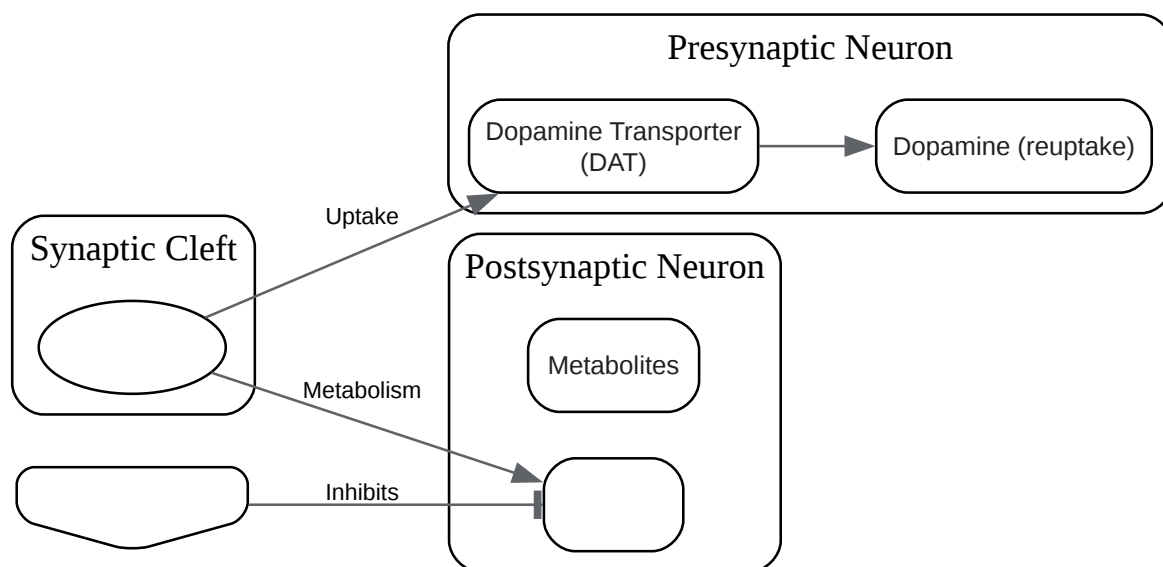 Presynaptic Neuron
Dopamine Transporter
(DAT)
Dopamine (reuptake)
Uptake
Synaptic Cleft
Postsynaptic Neuron
Metabolites
Metabolism
Inhibits